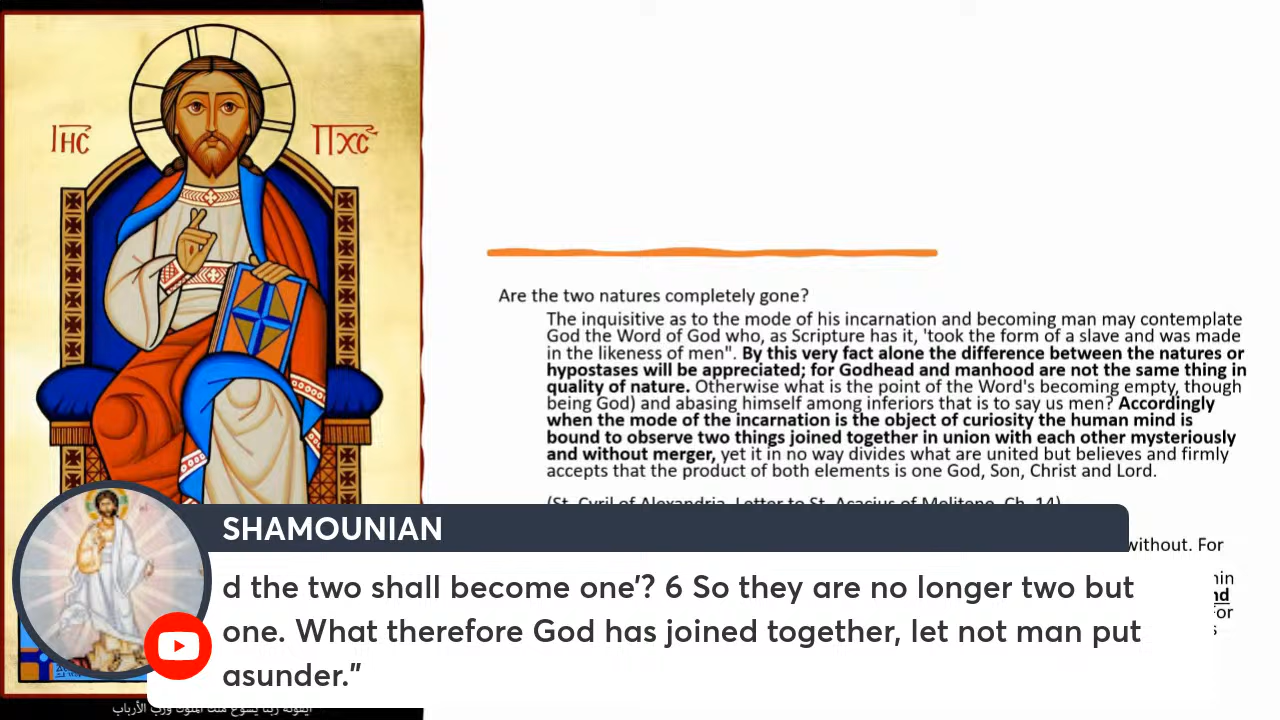 ⲒⲎⲤ
ⲠⲬⲤ
Are the two natures completely gone?
The inquisitive as to the mode of his incarnation and becoming man may contemplate
God the Word of God who, as Scripture has it, 'took the form of a slave and was made
in the likeness of men". By this very fact alone the difference between the natures or
hypostases will be appreciated; for Godhead and manhood are not the same thing in
quality of nature. Otherwise what is the point of the Word's becoming empty, though
being God) and abasing himself among inferiors that is to say us men? Accordingly
when the mode of the incarnation is the object of curiosity the human mind is
bound to observe two things joined together in union with each other mysteriously
and without merger, yet it in no way divides what are united but believes and firmly
accepts that the product of both elements is one God, Son, Christ and Lord.
(St. Cyril of Alexandria, Letter to St. Acacius of Melitene, Ch. 14)
without. For
SHAMOUNIAN
d the two shall become one'? 6 So they are no longer two but
one. What therefore God has joined together, let not man put
asunder."
ايقونة ربنا يسوع ملك الملوك ورب الأرباب